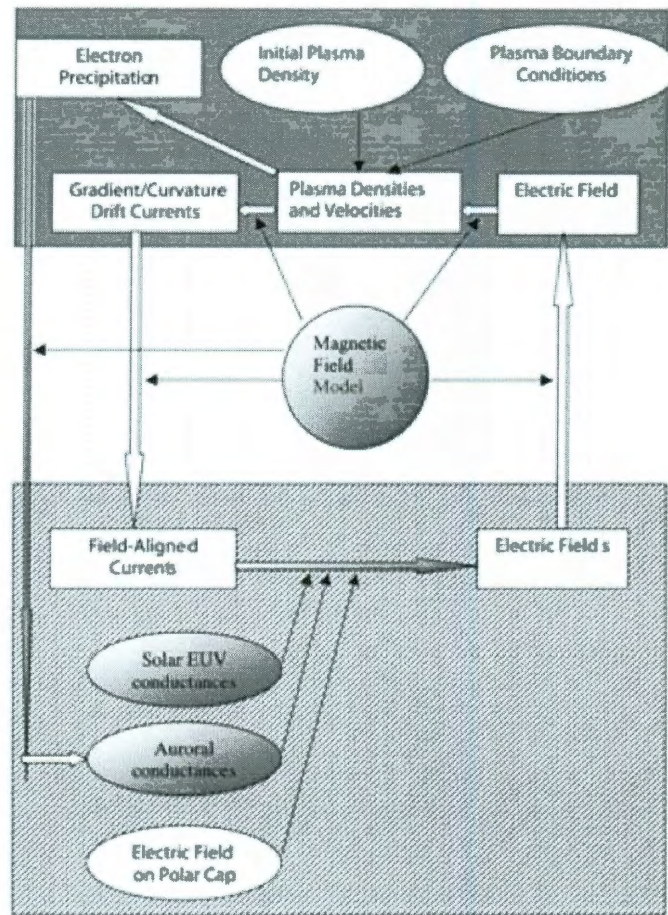 Electron
Precipitation
Initial Plasma
Density
Plasma Boundary
Conditions
Gradient/Curvature
Drift Currents
Plasma Densities
and Velocities
Electric Field
Magnetic
Field
Model
Field-Aligned
Currents
Electric Field s
Solar EUV
conductances
Auroral
conductances
Electric Field
on Polar Cap